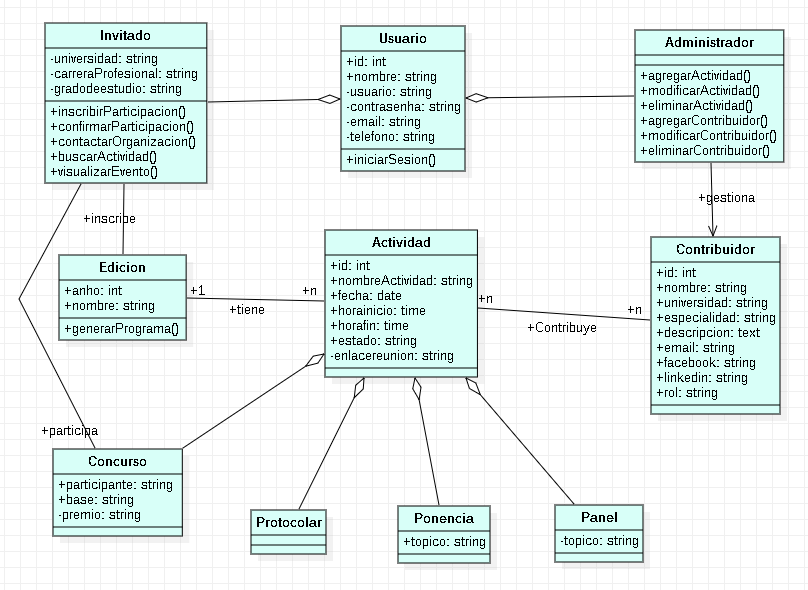 Invitado
-universidad: string
-carreraProfesional: string
-gradodeestudio: string
+inscribirParticipacion()
+confirmarParticipacion()
+contactarOrganizacion()
+buscarActividad()
+visualizarEvento()
Usuario
+id: int
+nombre: string
-usuario: string
-contrasenha: string
-email: string
-telefono: string
+iniciarSesion()
Administrador
+agregarActividad()
+modificarActividad()
+eliminarActividad()
+agregarContribuidor()
+modificarContribuidor()
+eliminarContribuidor()
+gestiona
+inscribe
Edicion
+anho: int
+nombre: string
+generarPrograma()
+1
+n
+tiene
Actividad
+id: int
+nombreActividad: string
+fecha: date
+horainicio: time
+horafin: time
+estado: string
-enlacereunion: string
+n
+n
+Contribuye
Contribuidor
+id: int
+nombre: string
+universidad: string
+especialidad: string
+descripcion: text
+email: string
+facebook: string
+linkedin: string
+rol: string
+participa
Concurso
+participante: string
+base: string
-premio: string
Protocolar
Ponencia
+topico: string
Panel
-topico: string